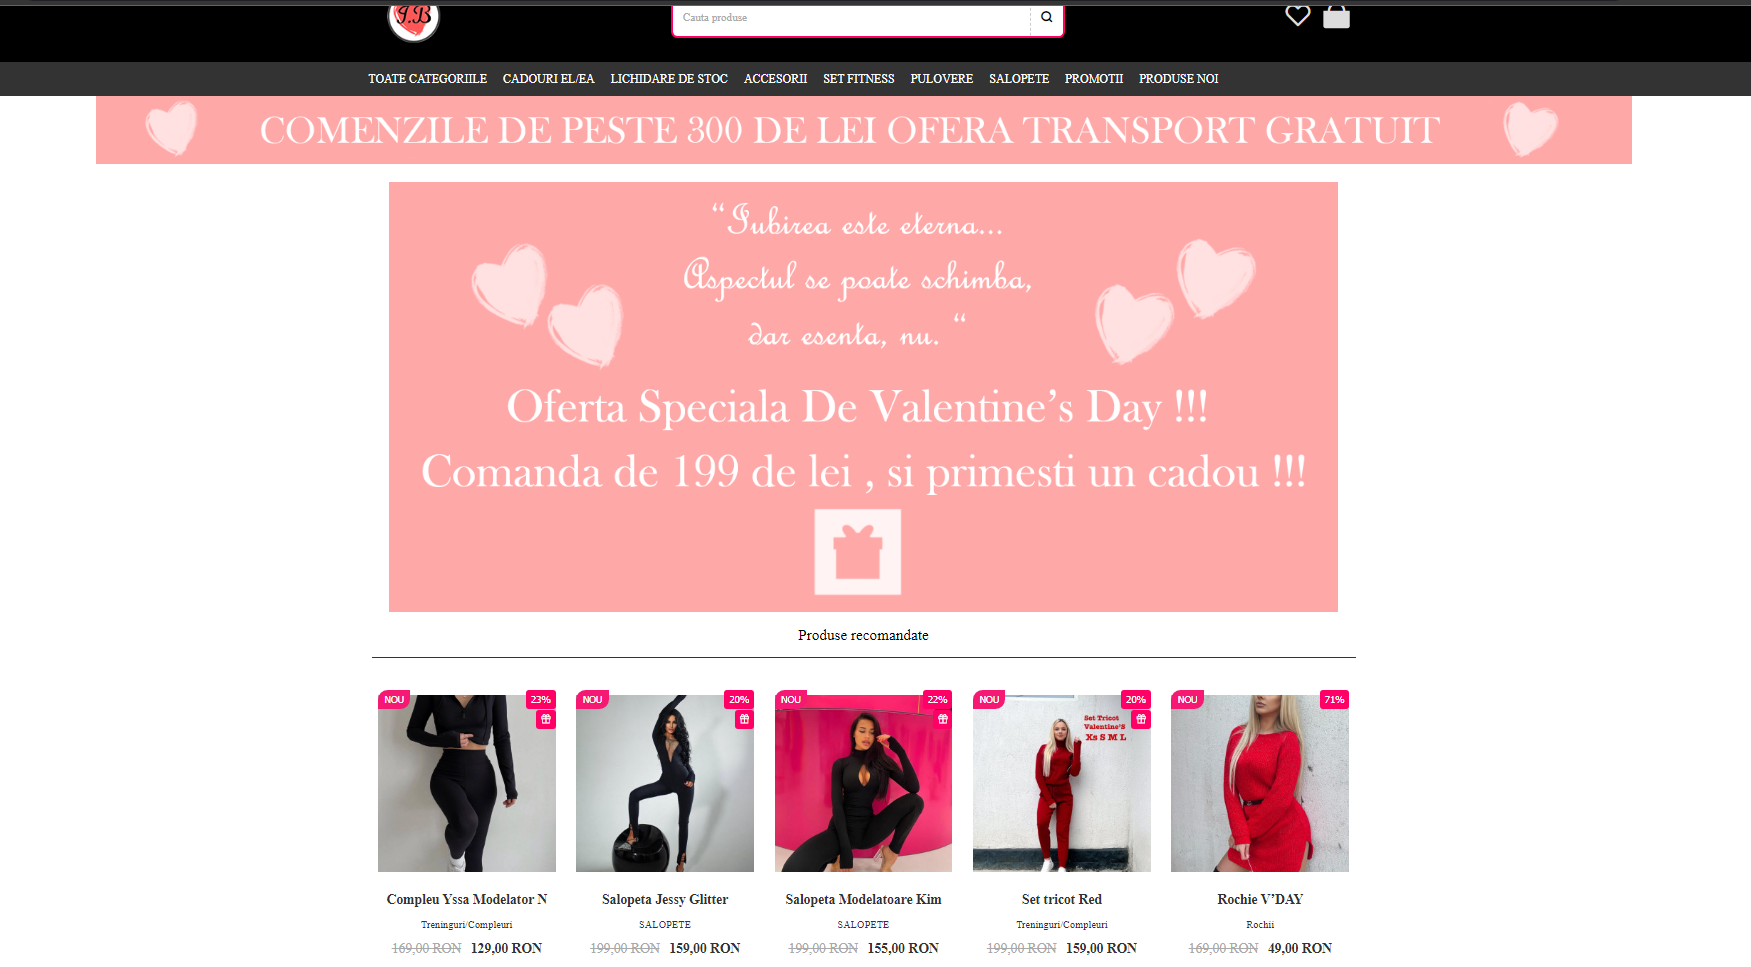 J.B
Cauta produse
TOATE CATEGORIILE CADOURI EL/EA LICHIDARE DE STOC ACCESORII SET FITNESS PULOVERE SALOPETE PROMOTII PRODUSE NOI
COMENZILE DE PESTE 300 DE LEI OFERA TRANSPORT GRATUIT
“Iubirea este eterna...
Aspectul se poate schimba,
dar esenta, nu. “
Oferta Speciala De Valentine’s Day !!!
Comanda de 199 de lei , si primesti un cadou !!!
Produse recomandate
NOU 23% NOU 20% NOU 22% NOU 20% NOU 71%
Set Tricot
Valentine'S
Xs S M L
Compleu Yssa Modelator N Salopeta Jessy Glitter Salopeta Modelatoare Kim Set tricot Red Rochie V’DAY
Treninguri/Compleuri SALOPETE SALOPETE Treninguri/Compleuri Rochii
169,00 RON 129,00 RON 199,00 RON 159,00 RON 199,00 RON 155,00 RON 199,00 RON 159,00 RON 169,00 RON 49,00 RON